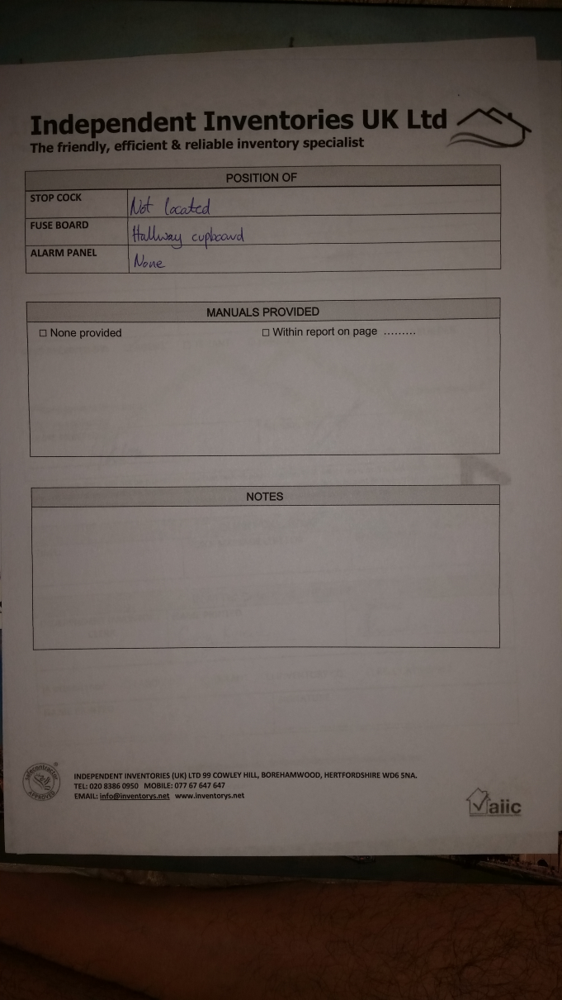 Independent Inventories UK Ltd
The friendly, efficient & reliable inventory specialist
POSITION OF
STOP COCK Not located
FUSE BOARD Hallway cupboard
ALARM PANEL None
MANUALS PROVIDED
☐ None provided ☐ Within report on page .........
NOTES
safecontractor
APPROVED
INDEPENDENT INVENTORIES (UK) LTD 99 COWLEY HILL, BOREHAMWOOD, HERTFORDSHIRE WD6 5NA.
TEL: 020 8386 0950 MOBILE: 077 67 647 647
EMAIL: info@inventorys.net www.inventorys.net
aiic